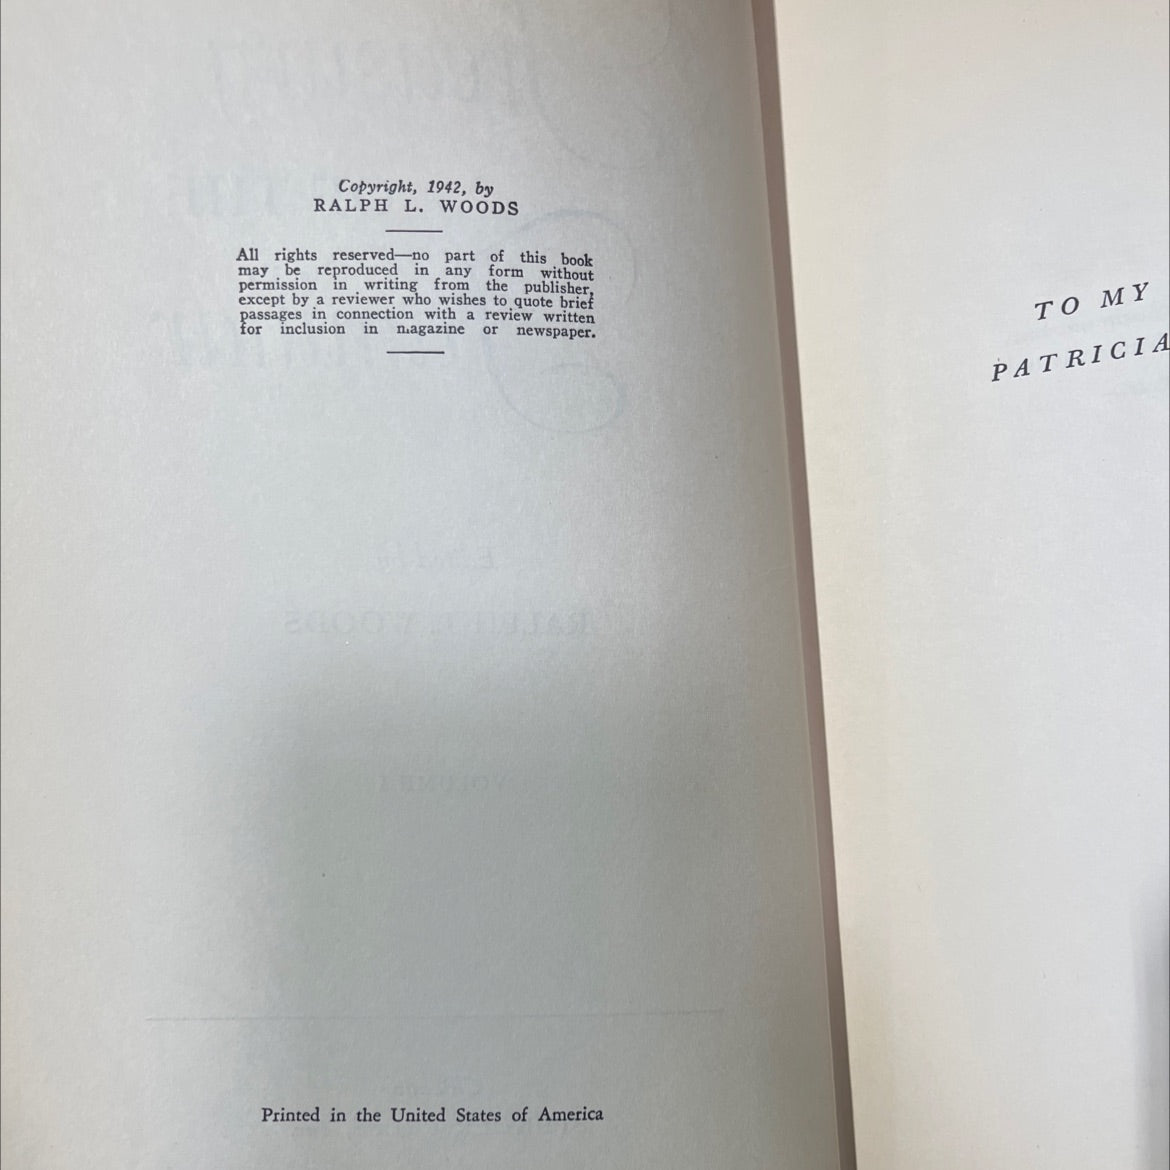 Copyright, 1942, by
RALPH L. WOODS
All rights reserved—no part of this book
may be reproduced in any form without
permission in writing from the publisher,
except by a reviewer who wishes to quote brief
passages in connection with a review written
for inclusion in magazine or newspaper.
Printed in the United States of America
TO MY
PATRICIA